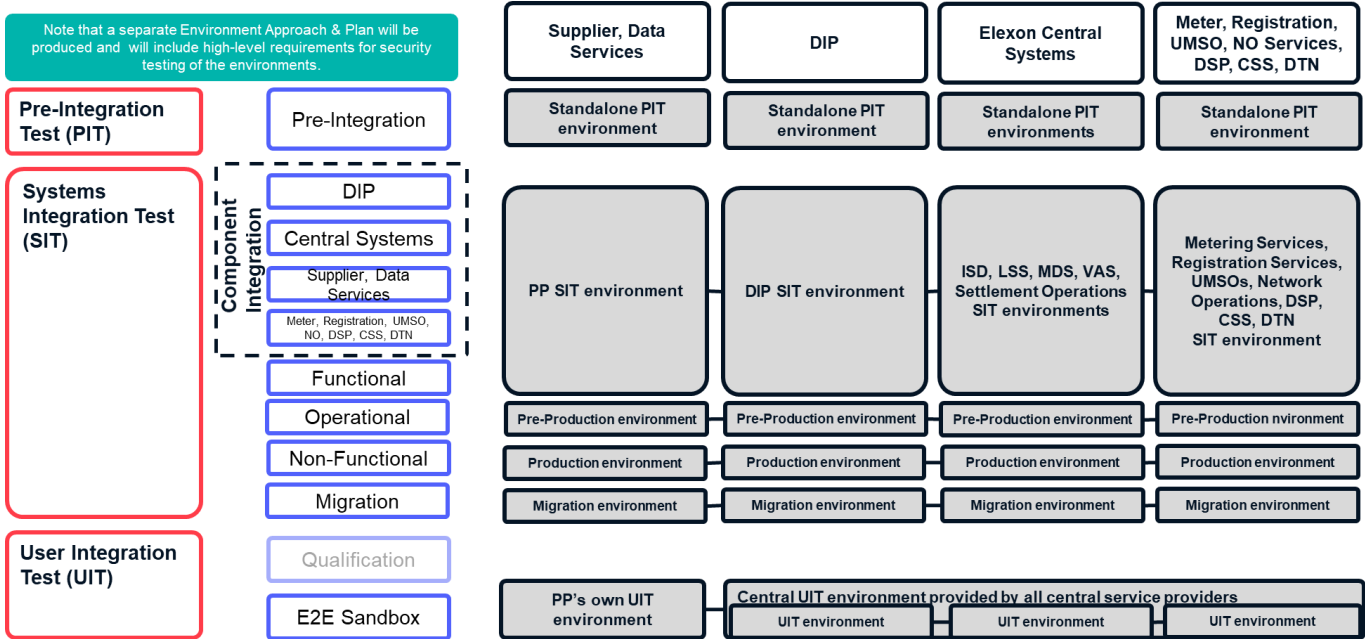 Note that a separate Environment Approach & Plan will be
produced and will include high-level requirements for security
testing of the environments.
Supplier, Data
Services
DIP
Elexon Central
Systems
Meter, Registration,
UMSO, NO Services,
DSP, CSS, DTN
Pre-Integration
Test (PIT)
Pre-Integration
Standalone PIT
environment
Standalone PIT
environment
Standalone PIT
environments
Standalone PIT
environment
Systems
Integration Test
(SIT)
Component
Integration
DIP
Central Systems
Supplier, Data
Services
Meter, Registration, UMSO,
NO, DSP, CSS, DTN
Functional
Operational
Non-Functional
Migration
PP SIT environment
DIP SIT environment
ISD, LSS, MDS, VAS,
Settlement Operations
SIT environments
Metering Services,
Registration Services,
UMSOs, Network
Operations, DSP,
CSS, DTN
SIT environment
Pre-Production environment
Pre-Production environment
Pre-Production environment
Pre-Production nvironment
Production environment
Production environment
Production environment
Production environment
Migration environment
Migration environment
Migration environment
Migration environment
User Integration
Test (UIT)
Qualification
E2E Sandbox
PP's own UIT
environment
Central UIT environment provided by all central service providers
UIT environment
UIT environment
UIT environment